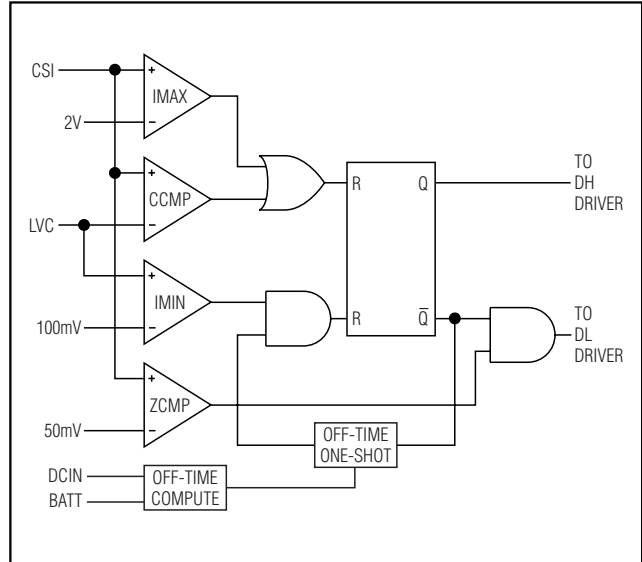 CSI
+
IMAX
2V
−
+
CCMP
LVC
−
R
Q
TO
DH
DRIVER
+
IMIN
100mV
−
R
Q̅
TO
DL
DRIVER
+
ZCMP
50mV
−
OFF-TIME
ONE-SHOT
DCIN
BATT
OFF-TIME
COMPUTE